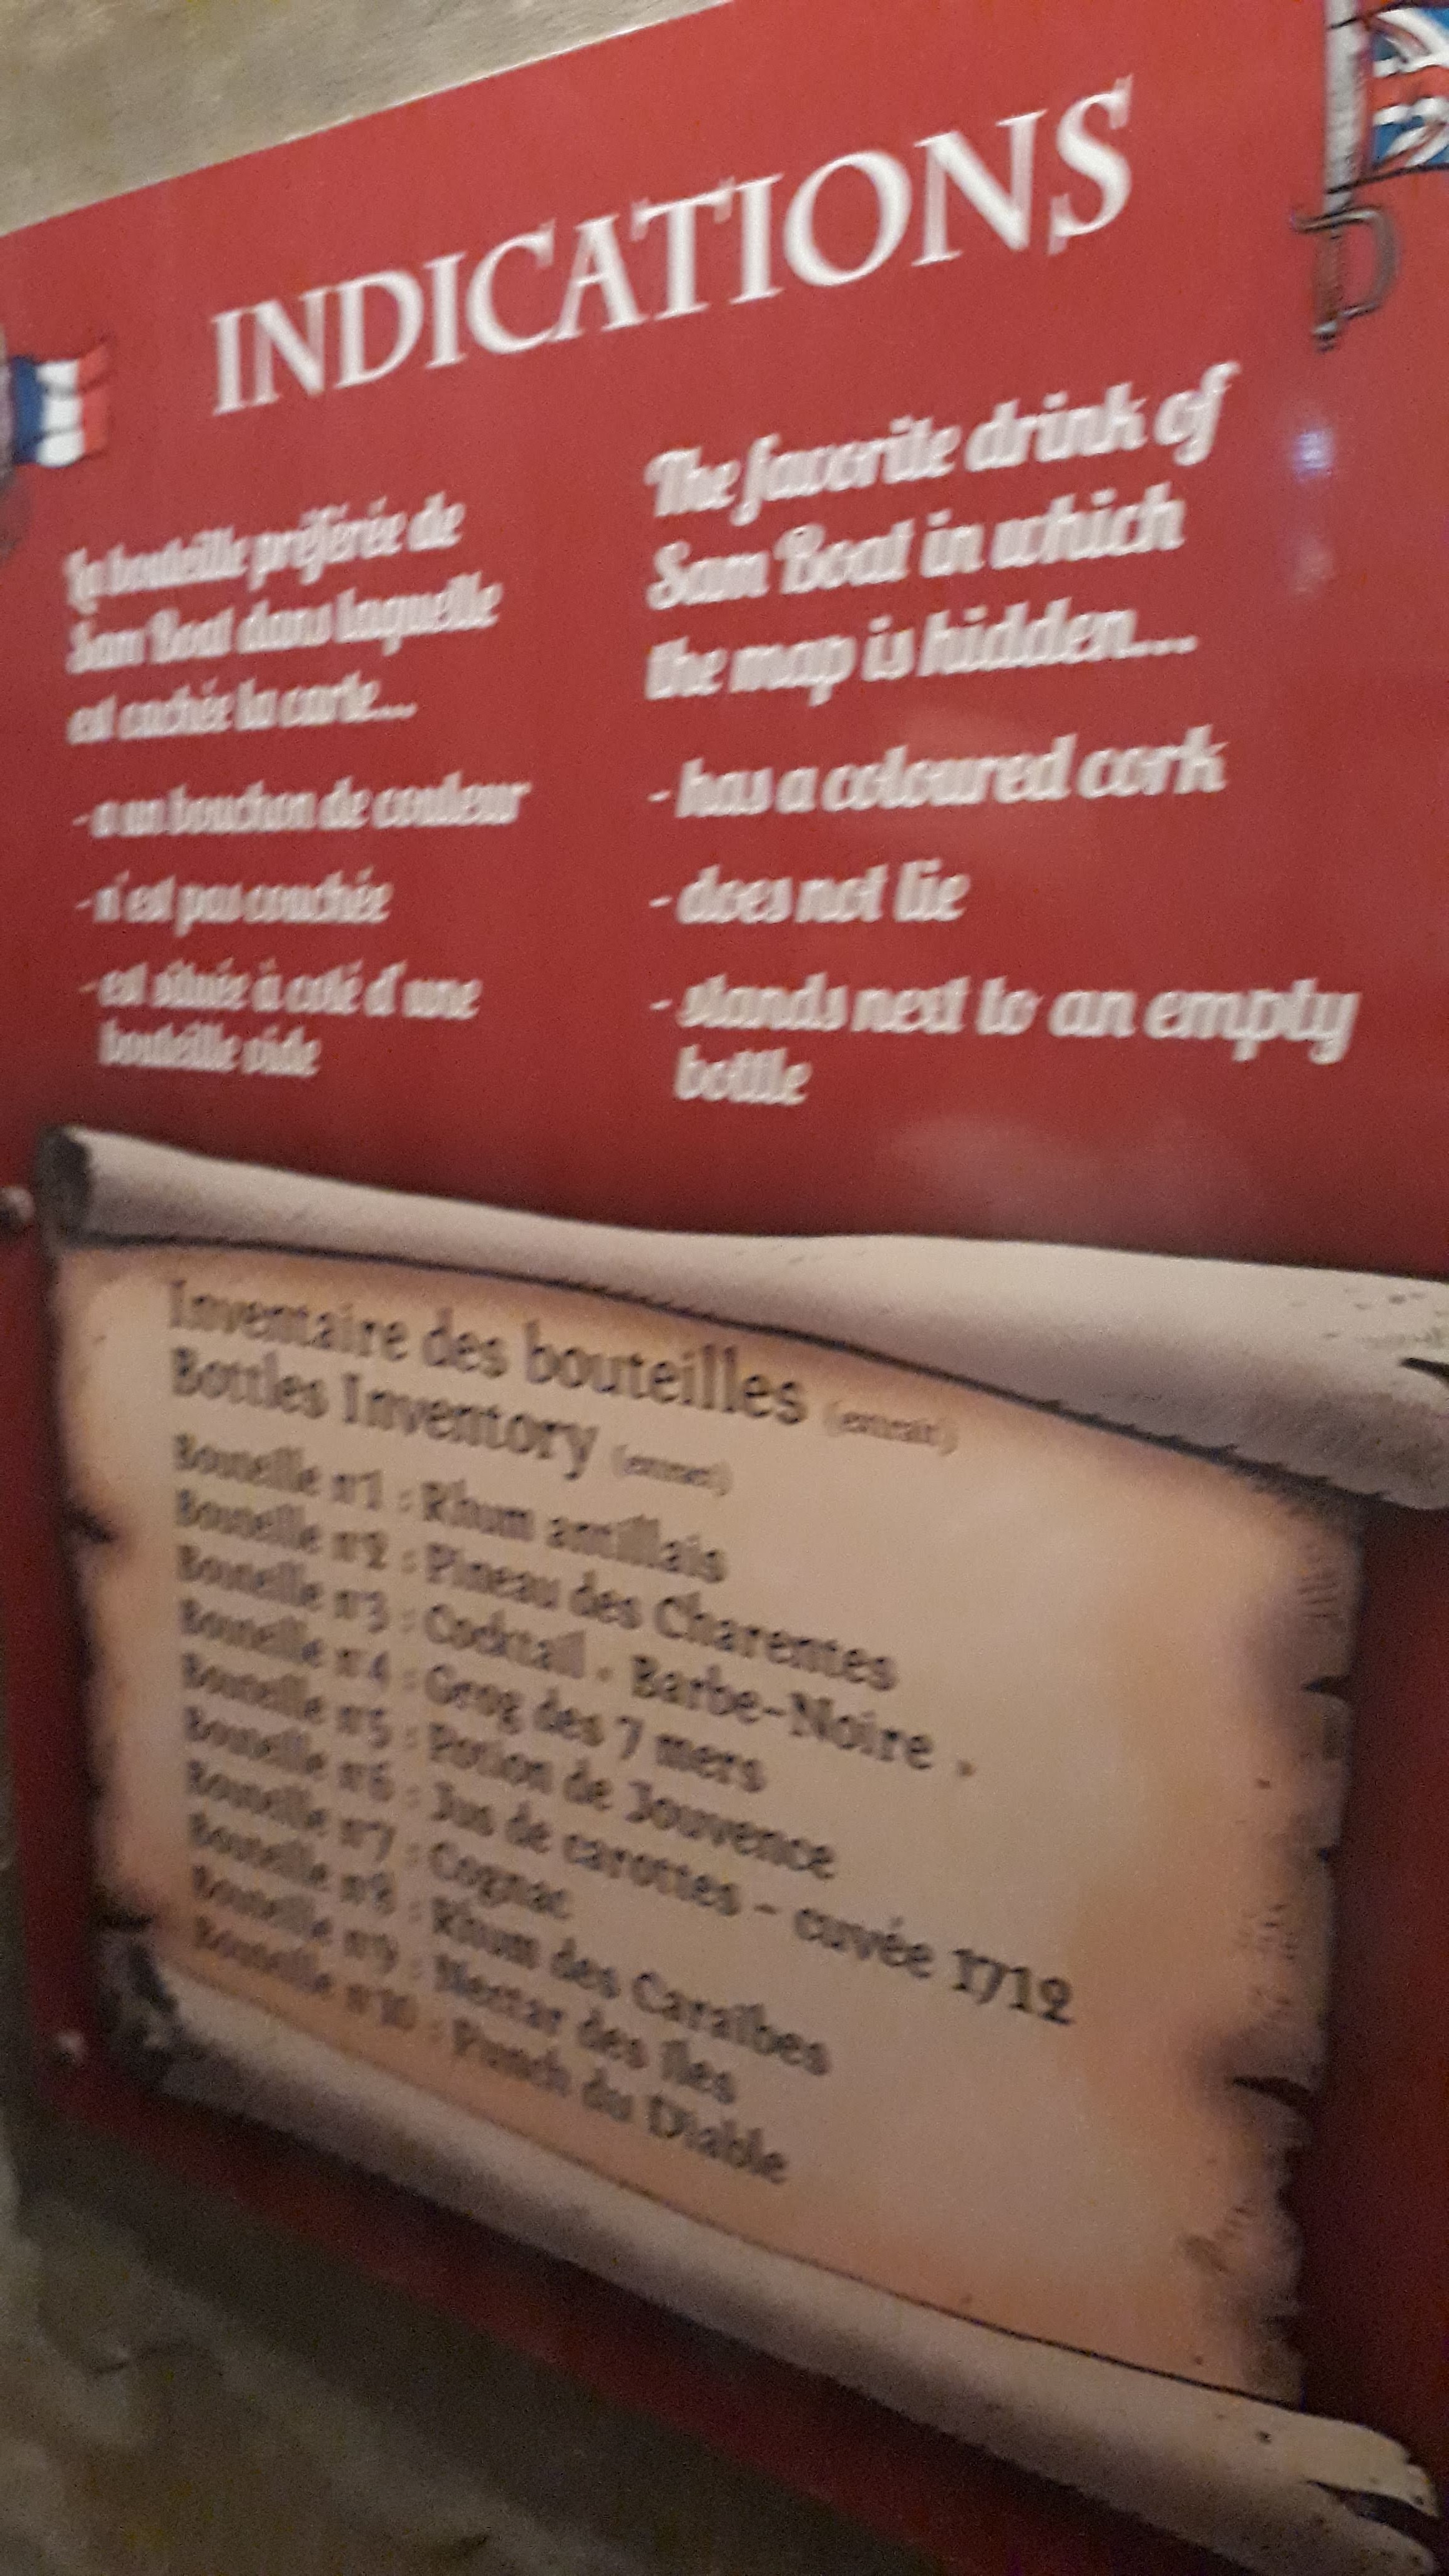 INDICATIONS
La bouteille préférée de
Sam Boat dans laquelle
est cachée la carte...
- a un bouchon de couleur
- n'est pas couchée
- est située à coté d'une
bouteille vide
The favorite drink of
Sam Boat in which
the map is hidden...
- has a coloured cork
- does not lie
- stands next to an empty
bottle
Inventaire des bouteilles (extrait)
Bottles Inventory (extract)
Bouteille n°1 : Rhum antillais
Bouteille n°2 : Pineau des Charentes
Bouteille n°3 : Cocktail « Barbe-Noire »
Bouteille n°4 : Grog des 7 mers
Bouteille n°5 : Potion de Jouvence
Bouteille n°6 : Jus de carottes - cuvée 1712
Bouteille n°7 : Cognac
Bouteille n°8 : Rhum des Caraïbes
Bouteille n°9 : Nectar des îles
Bouteille n°10 : Punch du Diable